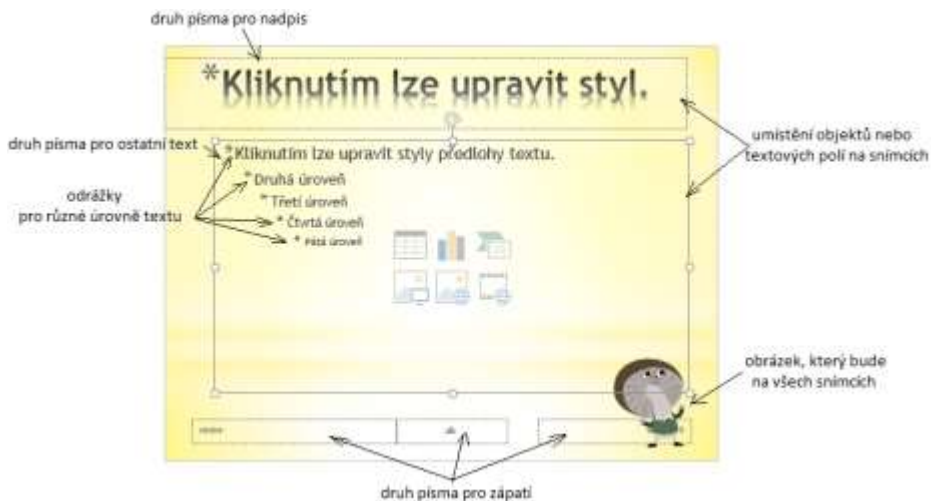 druh písma pro nadpis
*Kliknutím lze upravit styl.
druh písma pro ostatní text
*Kliknutím lze upravit styly předlohy textu.
umístění objektů nebo
textových polí na snímcích
*Druhá úroveň
odrážky
pro různé úrovně textu
*Třetí úroveň
*Čtvrtá úroveň
*Pátá úroveň
obrázek, který bude
na všech snímcích
druh písma pro zápatí